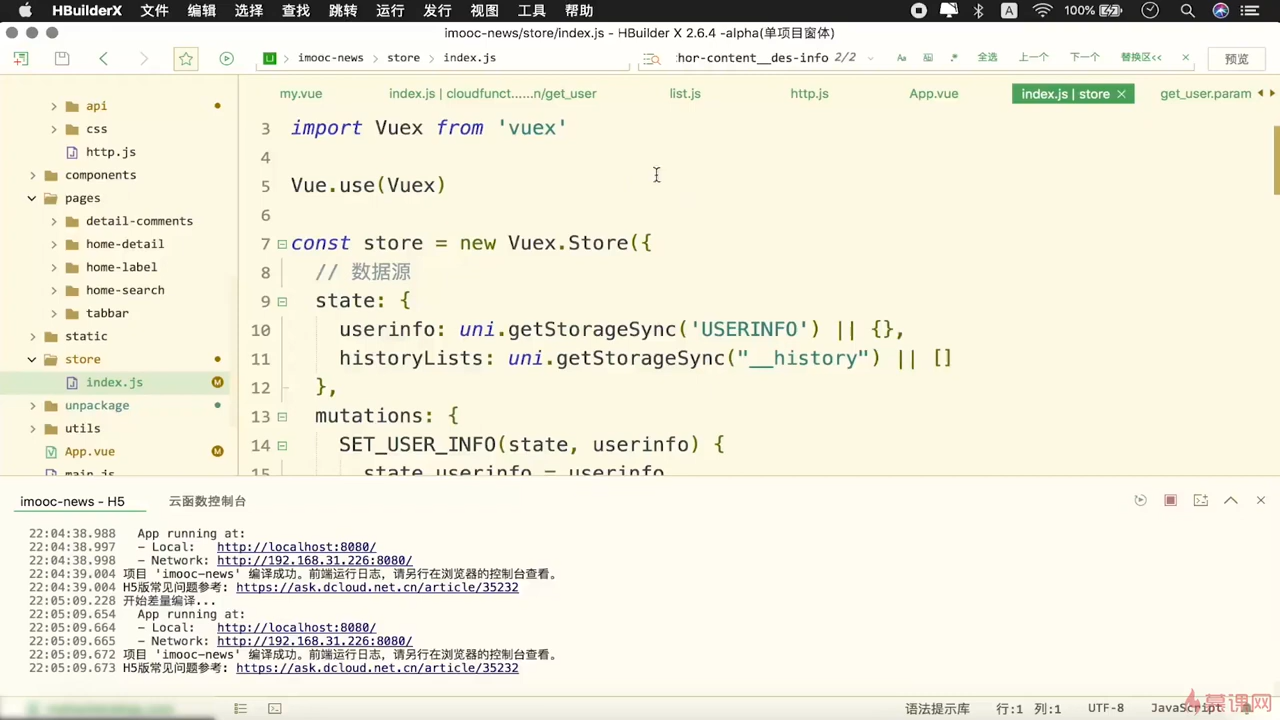 HBuilderX 文件 编辑 选择 查找 跳转 运行 发行 视图 工具 帮助 A 100%
imooc-news/store/index.js - HBuilder X 2.6.4 -alpha(单项目窗体)
imooc-news store index.js :hor-content__des-info 2/2 Aa .* 全选 上一个 下一个 替换区<< × 预览
my.vue index.js | cloudfunct......n/get_user list.js http.js App.vue index.js | store get_user.param
api
css
http.js
components
pages
detail-comments
home-detail
home-label
home-search
tabbar
static
store
index.js M
unpackage
utils
App.vue M
main.js
3 import Vuex from 'vuex'
4
5 Vue.use(Vuex)
6
7 const store = new Vuex.Store({
8 // 数据源
9 state: {
10 userinfo: uni.getStorageSync('USERINFO') || {},
11 historyLists: uni.getStorageSync("__history") || []
12 },
13 mutations: {
14 SET_USER_INFO(state, userinfo) {
15 state.userinfo = userinfo
imooc-news - H5 云函数控制台
22:04:38.988 App running at:
22:04:38.997 - Local: http://localhost:8080/
22:04:38.998 - Network: http://192.168.31.226:8080/
22:04:39.004 项目 'imooc-news' 编译成功。前端运行日志，请另行在浏览器的控制台查看。
22:04:39.004 H5版常见问题参考: https://ask.dcloud.net.cn/article/35232
22:05:09.228 开始差量编译...
22:05:09.654 App running at:
22:05:09.664 - Local: http://localhost:8080/
22:05:09.665 - Network: http://192.168.31.226:8080/
22:05:09.672 项目 'imooc-news' 编译成功。前端运行日志，请另行在浏览器的控制台查看。
22:05:09.673 H5版常见问题参考: https://ask.dcloud.net.cn/article/35232
语法提示库 行:1 列:1 UTF-8 JavaScript
慕课网